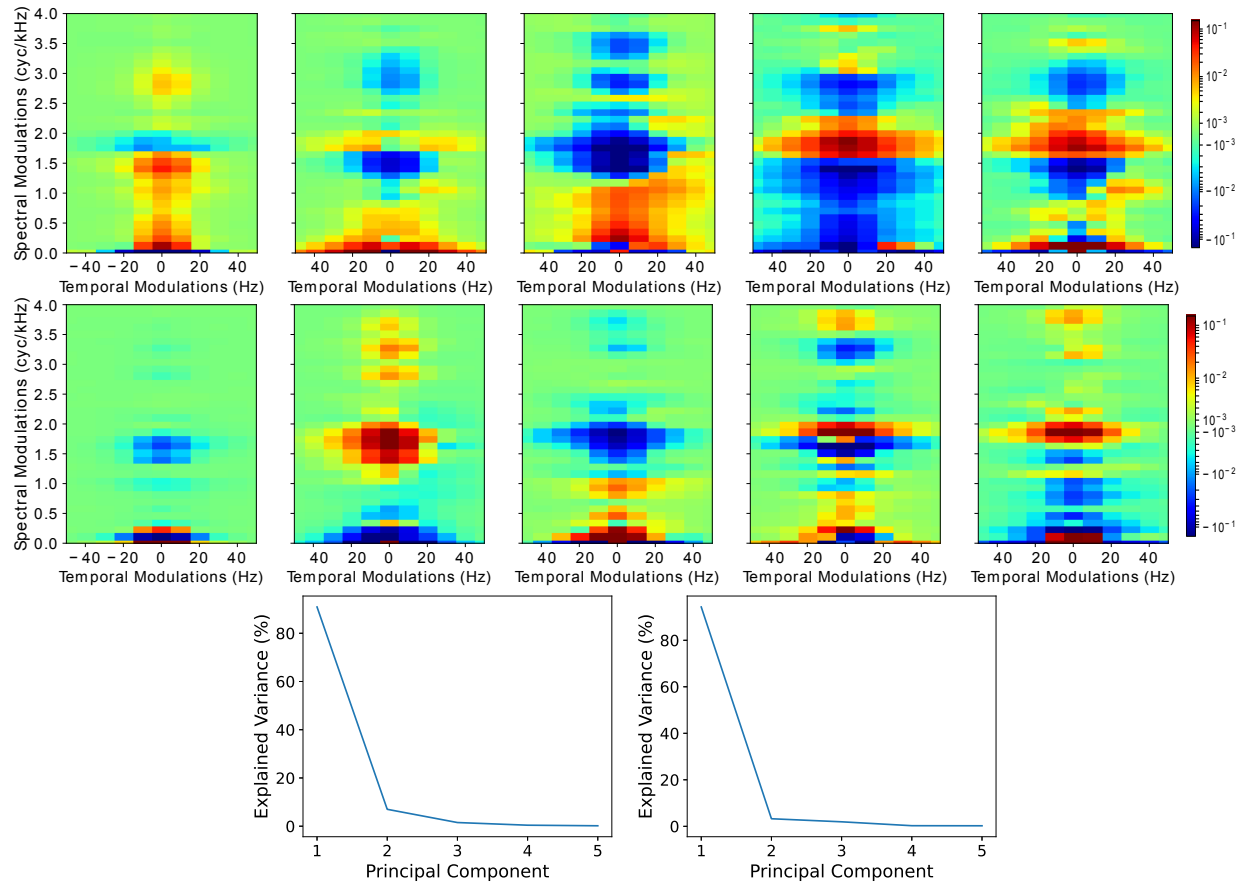 Spectral Modulations (cyc/kHz)
4.0
3.5
3.0
2.5
2.0
1.5
1.0
0.5
0.0
−40 −20 0 20 40
−40 −20 0 20 40
−40 −20 0 20 40
−40 −20 0 20 40
−40 −20 0 20 40
Temporal Modulations (Hz)
Temporal Modulations (Hz)
Temporal Modulations (Hz)
Temporal Modulations (Hz)
Temporal Modulations (Hz)
10⁻¹
10⁻²
10⁻³
−10⁻³
−10⁻²
−10⁻¹
Spectral Modulations (cyc/kHz)
4.0
3.5
3.0
2.5
2.0
1.5
1.0
0.5
0.0
−40 −20 0 20 40
−40 −20 0 20 40
−40 −20 0 20 40
−40 −20 0 20 40
−40 −20 0 20 40
Temporal Modulations (Hz)
Temporal Modulations (Hz)
Temporal Modulations (Hz)
Temporal Modulations (Hz)
Temporal Modulations (Hz)
10⁻¹
10⁻²
10⁻³
−10⁻³
−10⁻²
−10⁻¹
Explained Variance (%)
80
60
40
20
0
1 2 3 4 5
Principal Component
Explained Variance (%)
80
60
40
20
0
1 2 3 4 5
Principal Component